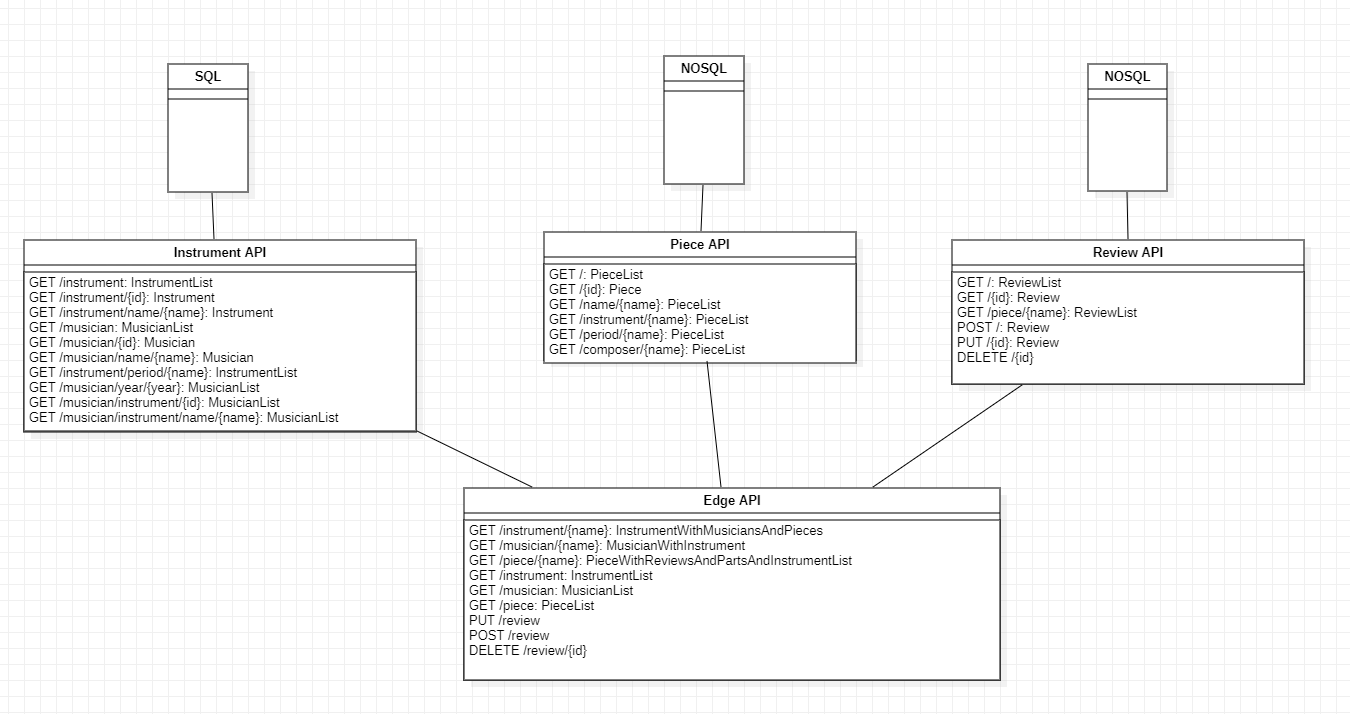 SQL
NOSQL
NOSQL
Instrument API
GET /instrument: InstrumentList
GET /instrument/{id}: Instrument
GET /instrument/name/{name}: Instrument
GET /musician: MusicianList
GET /musician/{id}: Musician
GET /musician/name/{name}: Musician
GET /instrument/period/{name}: InstrumentList
GET /musician/year/{year}: MusicianList
GET /musician/instrument/{id}: MusicianList
GET /musician/instrument/name/{name}: MusicianList
Piece API
GET /: PieceList
GET /{id}: Piece
GET /name/{name}: PieceList
GET /instrument/{name}: PieceList
GET /period/{name}: PieceList
GET /composer/{name}: PieceList
Review API
GET /: ReviewList
GET /{id}: Review
GET /piece/{name}: ReviewList
POST /: Review
PUT /{id}: Review
DELETE /{id}
Edge API
GET /instrument/{name}: InstrumentWithMusiciansAndPieces
GET /musician/{name}: MusicianWithInstrument
GET /piece/{name}: PieceWithReviewsAndPartsAndInstrumentList
GET /instrument: InstrumentList
GET /musician: MusicianList
GET /piece: PieceList
PUT /review
POST /review
DELETE /review/{id}